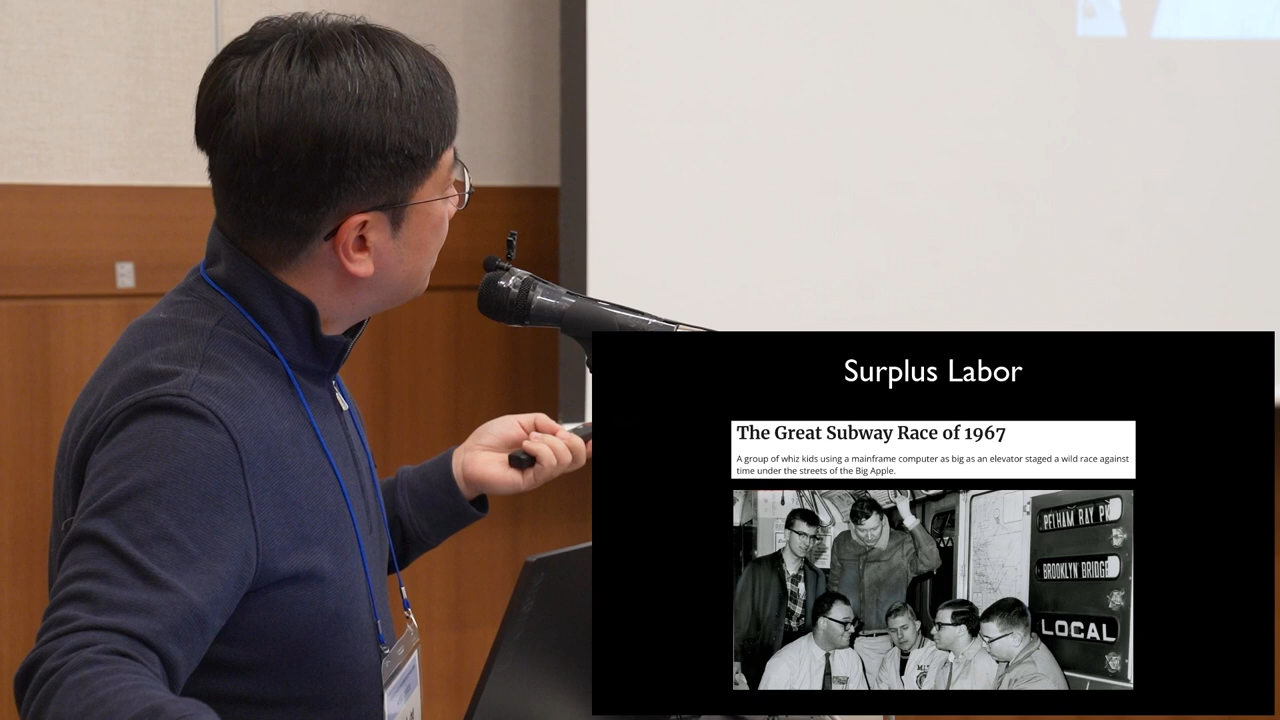 Surplus Labor
The Great Subway Race of 1967
A group of whiz kids using a mainframe computer as big as an elevator staged a wild race against
time under the streets of the Big Apple.
PELHAM BAY PK
BROOKLYN BRIDGE
LOCAL